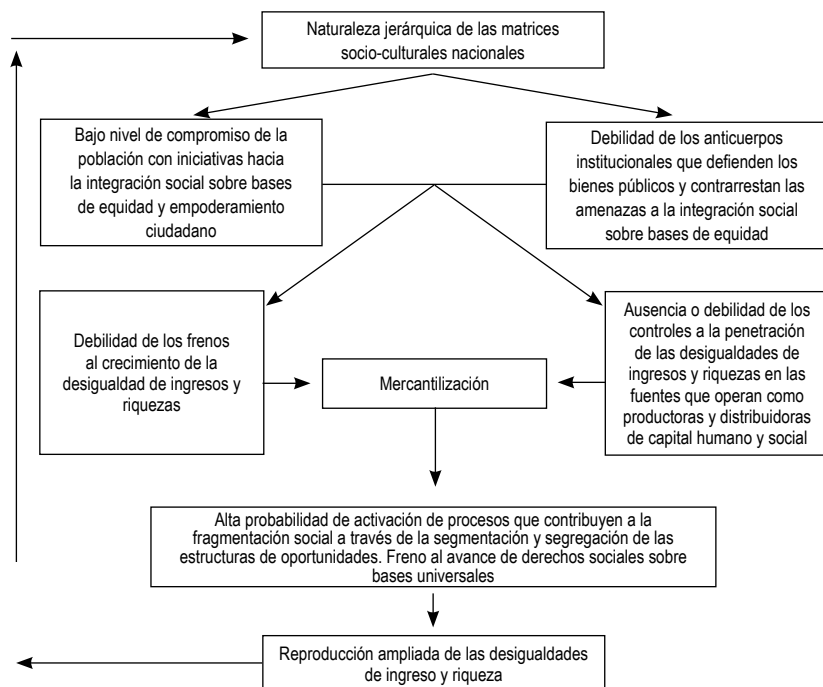 Naturaleza jerárquica de las matrices
socio-culturales nacionales
Bajo nivel de compromiso de la
población con iniciativas hacia
la integración social sobre bases
de equidad y empoderamiento
ciudadano
Debilidad de los anticuerpos
institucionales que defienden los
bienes públicos y contrarrestan las
amenazas a la integración social
sobre bases de equidad
Debilidad de los frenos
al crecimiento de la
desigualdad de ingresos y
riquezas
Mercantilización
Ausencia o debilidad de los
controles a la penetración
de las desigualdades de
ingresos y riquezas en las
fuentes que operan como
productoras y distribuidoras
de capital humano y social
Alta probabilidad de activación de procesos que contribuyen a la
fragmentación social a través de la segmentación y segregación de las
estructuras de oportunidades. Freno al avance de derechos sociales sobre
bases universales
Reproducción ampliada de las desigualdades
de ingreso y riqueza